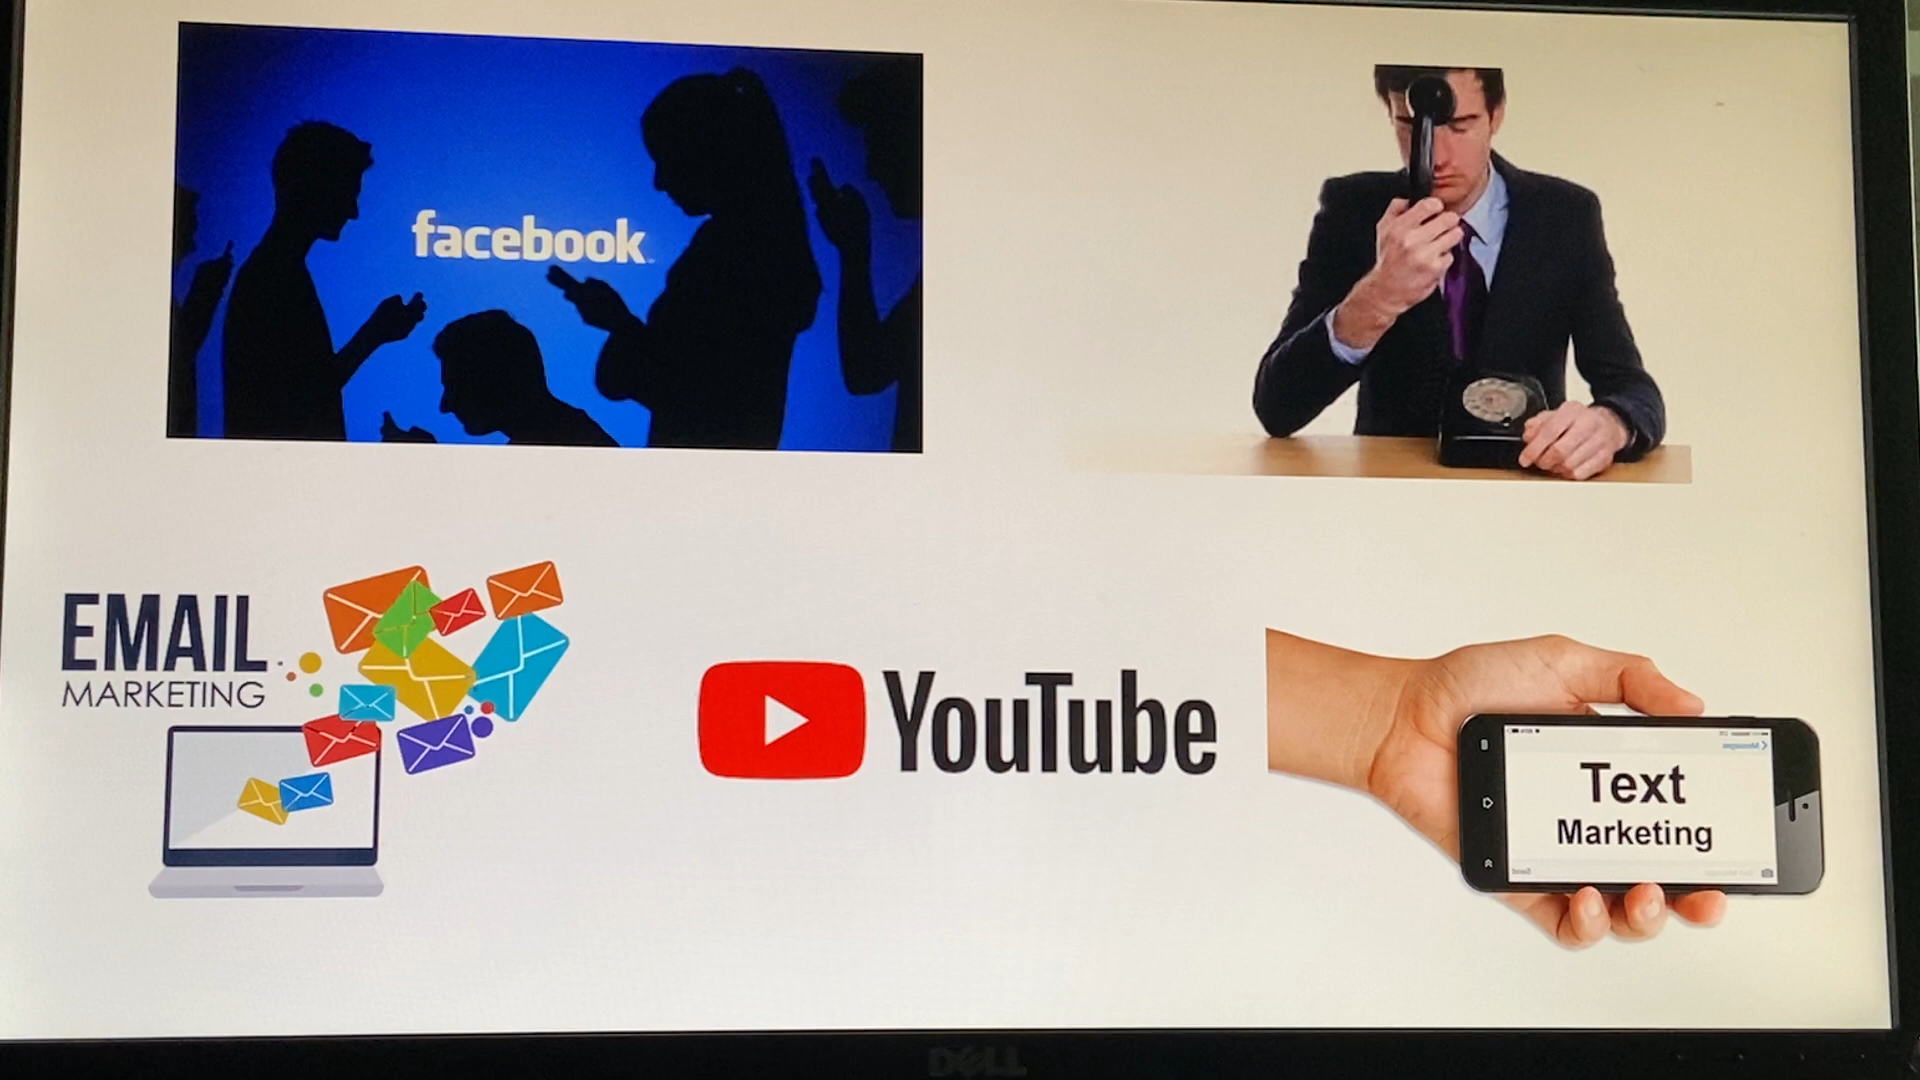 facebook
EMAIL
MARKETING
YouTube
Text
Marketing
DELL